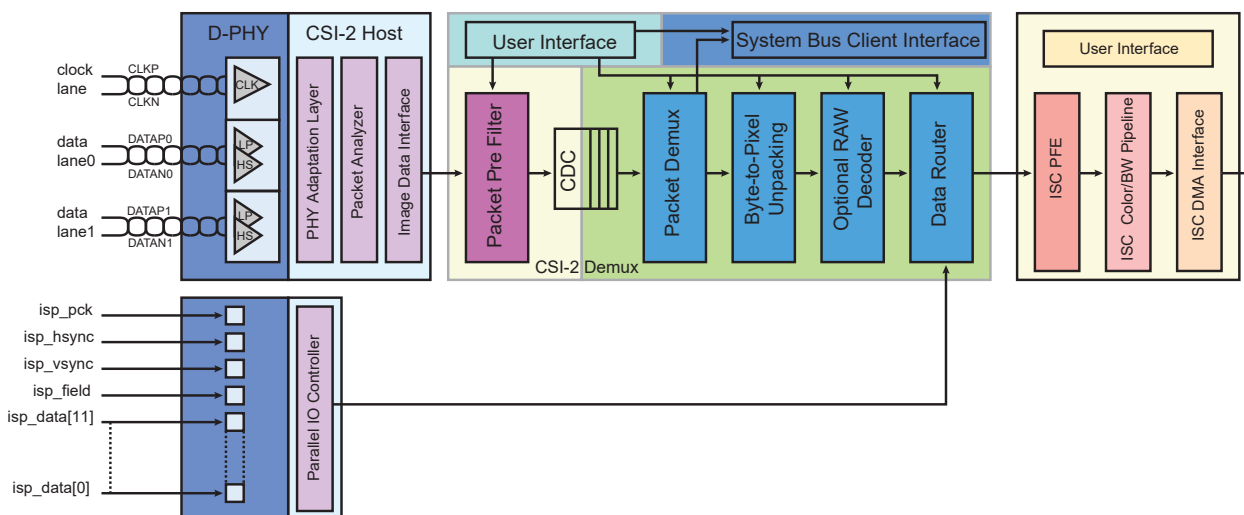 D-PHY
CSI-2 Host
User Interface
System Bus Client Interface
User Interface
clock
lane
CLKP
CLKN
CLK
data
lane0
DATAP0
DATAN0
LP
HS
data
lane1
DATAP1
DATAN1
LP
HS
PHY Adaptation Layer
Packet Analyzer
Image Data Interface
Packet Pre Filter
CDC
Packet Demux
Byte-to-Pixel
Unpacking
Optional RAW
Decoder
Data Router
CSI-2 Demux
ISC PFE
ISC Color/BW Pipeline
ISC DMA Interface
isp_pck
isp_hsync
isp_vsync
isp_field
isp_data[11]
isp_data[0]
Parallel IO Controller